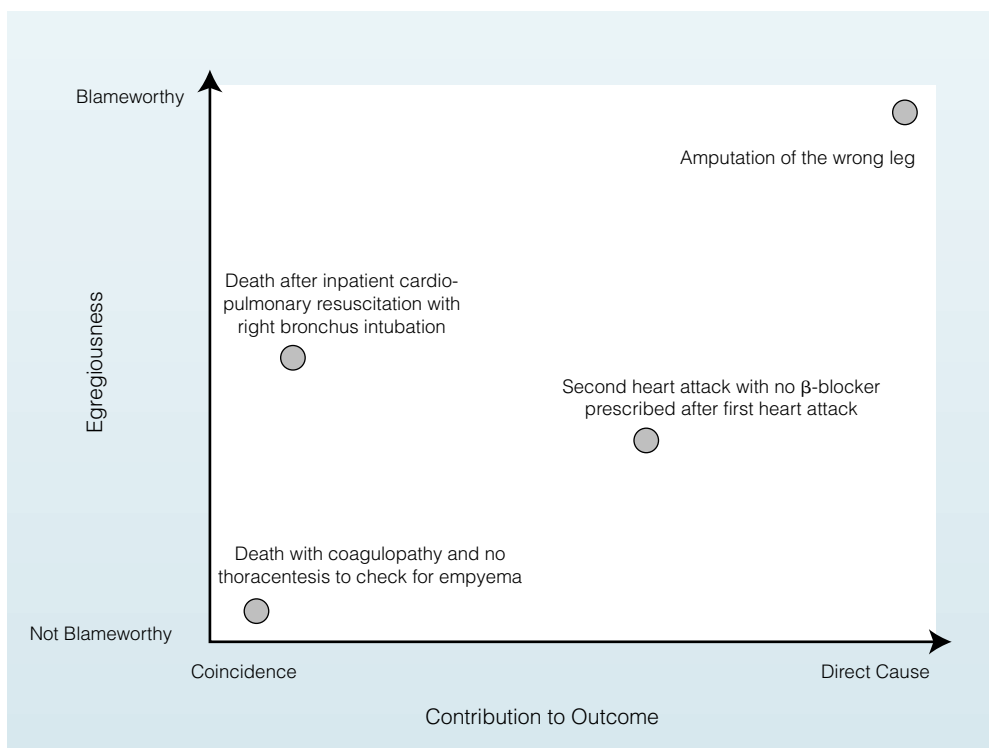 Blameworthy
Amputation of the wrong leg
Death after inpatient cardio-
pulmonary resuscitation with
right bronchus intubation
Egregiousness
Second heart attack with no β-blocker
prescribed after first heart attack
Death with coagulopathy and no
thoracentesis to check for empyema
Not Blameworthy
Coincidence
Direct Cause
Contribution to Outcome